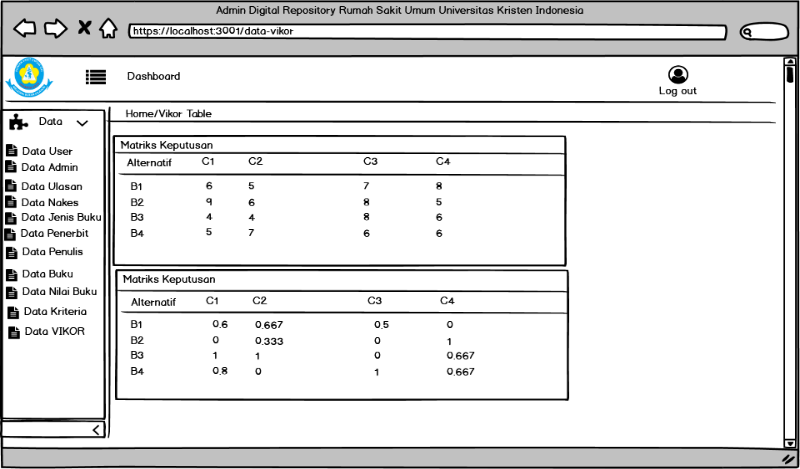 Admin Digital Repository Rumah Sakit Umum Universitas Kristen Indonesia
https://localhost:3001/data-vikor
Dashboard
Log out
Data
Home/Vikor Table
Data User
Data Admin
Data Ulasan
Data Nakes
Data Jenis Buku
Data Penerbit
Data Penulis
Data Buku
Data Nilai Buku
Data Kriteria
Data VIKOR
Matriks Keputusan
Alternatif C1 C2 C3 C4
B1 6 5 7 8
B2 9 6 8 5
B3 4 4 8 6
B4 5 7 6 6
Matriks Keputusan
Alternatif C1 C2 C3 C4
B1 0.6 0.667 0.5 0
B2 0 0.333 0 1
B3 1 1 0 0.667
B4 0.8 0 1 0.667